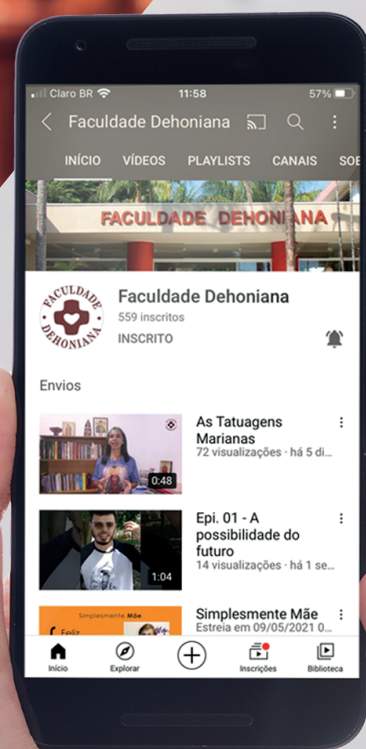 Claro BR 11:58 57%
Faculdade Dehoniana
INÍCIO VÍDEOS PLAYLISTS CANAIS SOB
FACULDADE DEHONIANA
FACULDADE DEHONIANA
Faculdade Dehoniana
559 inscritos
INSCRITO
Envios
As Tatuagens
Marianas
72 visualizações · há 5 di...
0:48
Epi. 01 - A
possibilidade do
futuro
14 visualizações · há 1 se...
1:04
Simplesmente Mãe
Feliz
Simplesmente Mãe
Estreia em 09/05/2021 0...
Início Explorar Inscrições Biblioteca